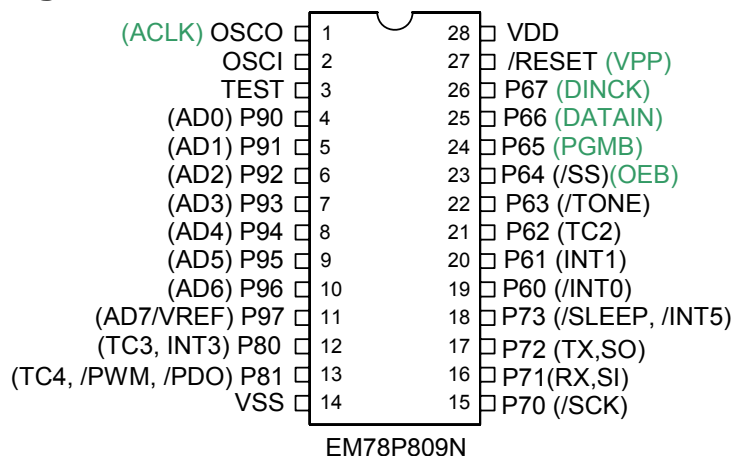 (ACLK) OSCO 1 28 VDD
OSCI 2 27 /RESET (VPP)
TEST 3 26 P67 (DINCK)
(AD0) P90 4 25 P66 (DATAIN)
(AD1) P91 5 24 P65 (PGMB)
(AD2) P92 6 23 P64 (/SS)(OEB)
(AD3) P93 7 22 P63 (/TONE)
(AD4) P94 8 21 P62 (TC2)
(AD5) P95 9 20 P61 (INT1)
(AD6) P96 10 19 P60 (/INT0)
(AD7/VREF) P97 11 18 P73 (/SLEEP, /INT5)
(TC3, INT3) P80 12 17 P72 (TX,SO)
(TC4, /PWM, /PDO) P81 13 16 P71(RX,SI)
VSS 14 15 P70 (/SCK)
EM78P809N